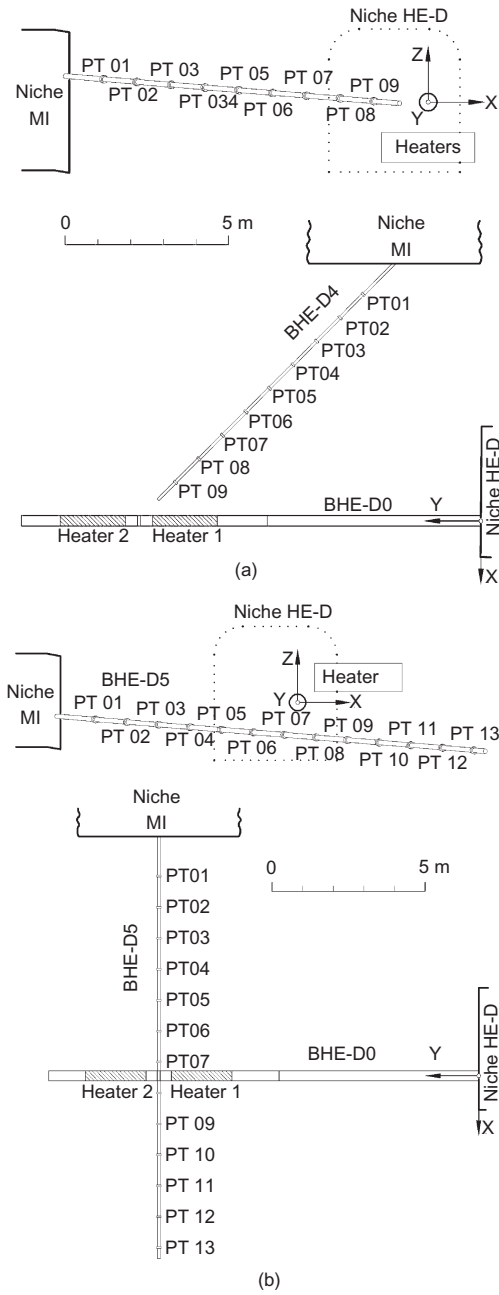 Niche HE-D
PT 01 PT 03 PT 05 PT 07 PT 09
Niche
MI
PT 02 PT 034 PT 06 PT 08
Z
Y
X
Heaters
0 5 m
Niche
MI
BHE-D4
PT01
PT02
PT03
PT04
PT05
PT06
PT07
PT 08
PT 09
BHE-D0 Y
Niche HE-D
Heater 2 Heater 1
X
(a)
Niche HE-D
BHE-D5
Z
Heater
Niche
MI
Y X
PT 01 PT 03 PT 05 PT 07 PT 09 PT 11 PT 13
PT 02 PT 04 PT 06 PT 08 PT 10 PT 12
Niche
MI
0 5 m
BHE-D5
PT01
PT02
PT03
PT04
PT05
PT06
PT07
BHE-D0 Y
Niche HE-D
Heater 2 Heater 1
X
PT 09
PT 10
PT 11
PT 12
PT 13
(b)